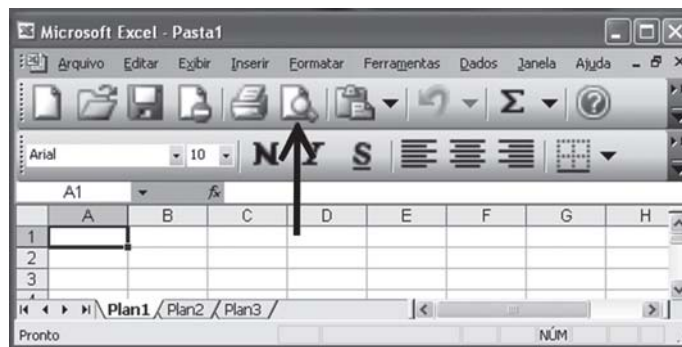 Microsoft Excel - Pasta1
Arquivo Editar Exibir Inserir Formatar Ferramentas Dados Janela Ajuda
Σ ?
Arial 10 N I S
A1 fx
A B C D E F G H
1
2
3
4
Plan1 Plan2 Plan3
Pronto NÚM